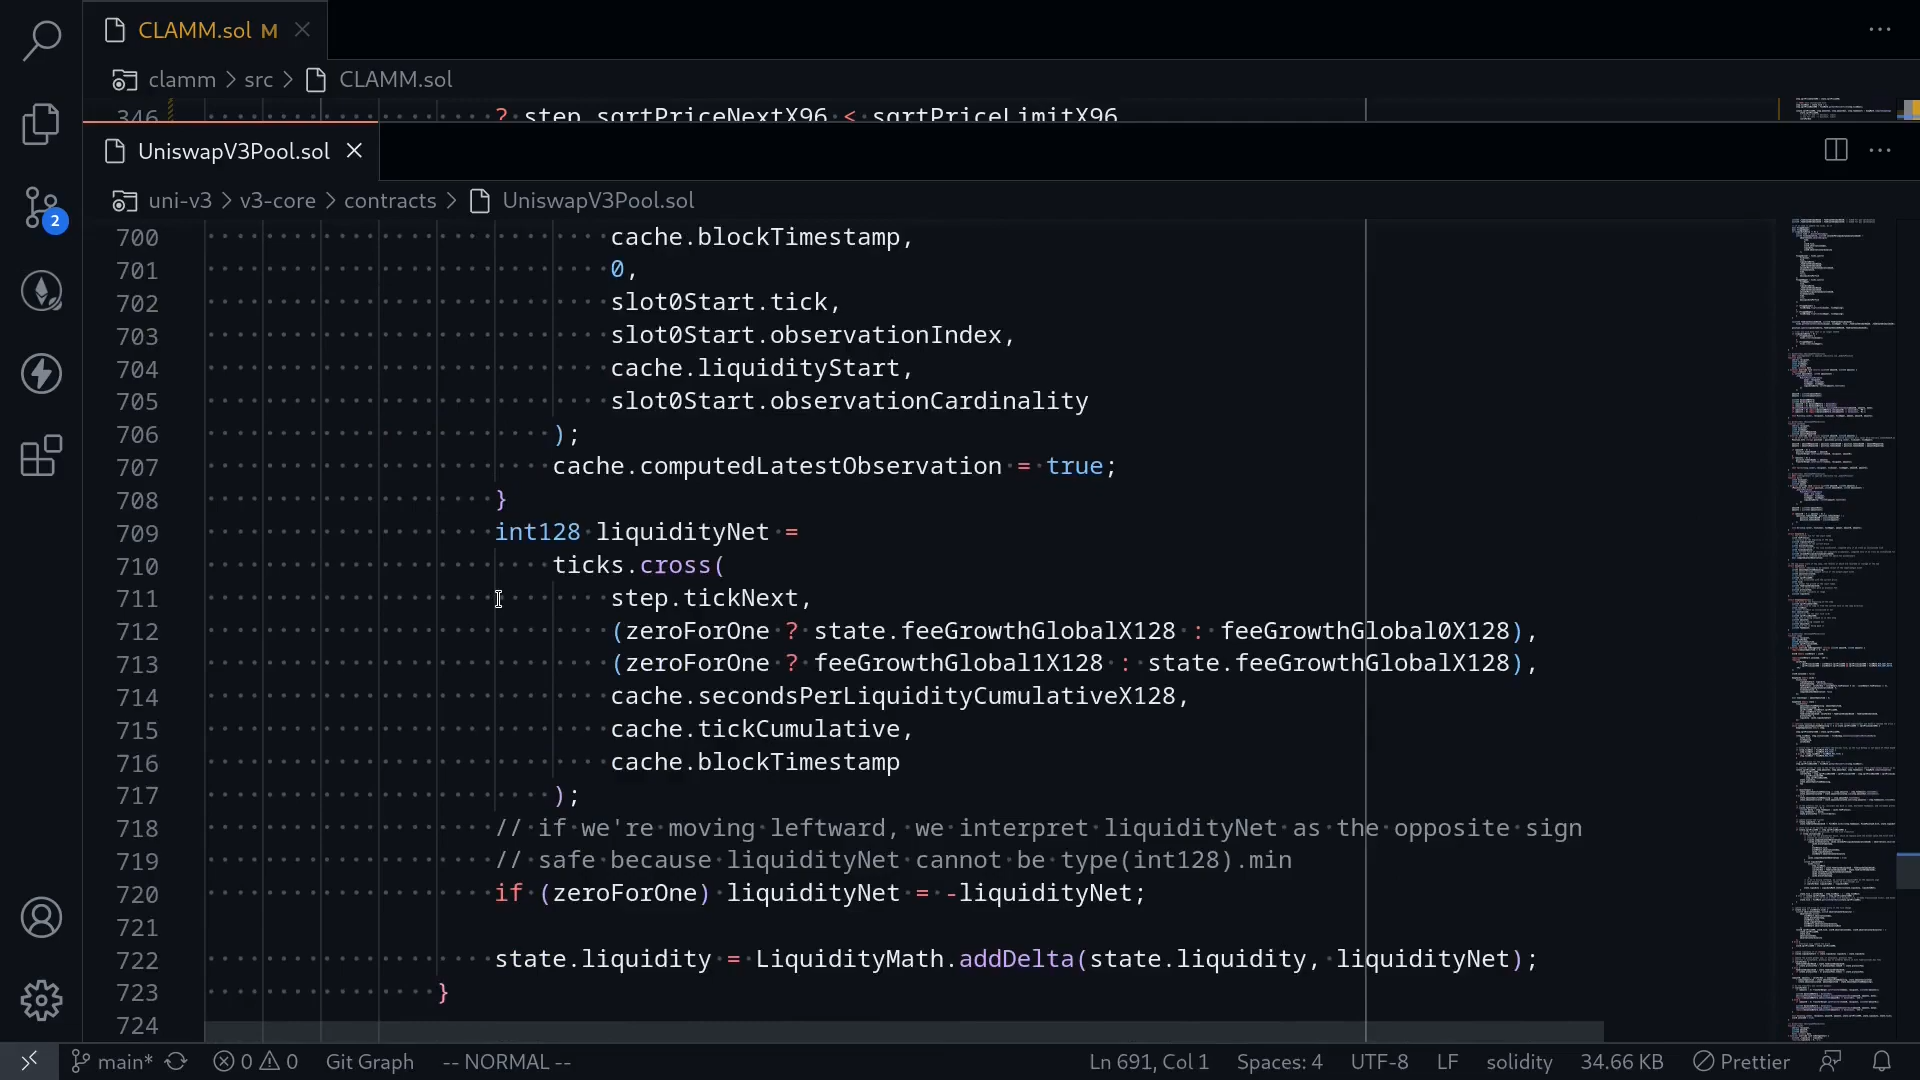 CLAMM.sol M
clamm > src > CLAMM.sol
346 ? step.sqrtPriceNextX96 < sqrtPriceLimitX96
UniswapV3Pool.sol
uni-v3 > v3-core > contracts > UniswapV3Pool.sol
700 cache.blockTimestamp,
701 0,
702 slot0Start.tick,
703 slot0Start.observationIndex,
704 cache.liquidityStart,
705 slot0Start.observationCardinality
706 );
707 cache.computedLatestObservation = true;
708 }
709 int128 liquidityNet =
710 ticks.cross(
711 step.tickNext,
712 (zeroForOne ? state.feeGrowthGlobalX128 : feeGrowthGlobal0X128),
713 (zeroForOne ? feeGrowthGlobal1X128 : state.feeGrowthGlobalX128),
714 cache.secondsPerLiquidityCumulativeX128,
715 cache.tickCumulative,
716 cache.blockTimestamp
717 );
718 // if we're moving leftward, we interpret liquidityNet as the opposite sign
719 // safe because liquidityNet cannot be type(int128).min
720 if (zeroForOne) liquidityNet = -liquidityNet;
721
722 state.liquidity = LiquidityMath.addDelta(state.liquidity, liquidityNet);
723 }
724
2
main* 0 0 Git Graph -- NORMAL -- Ln 691, Col 1 Spaces: 4 UTF-8 LF solidity 34.66 KB Prettier